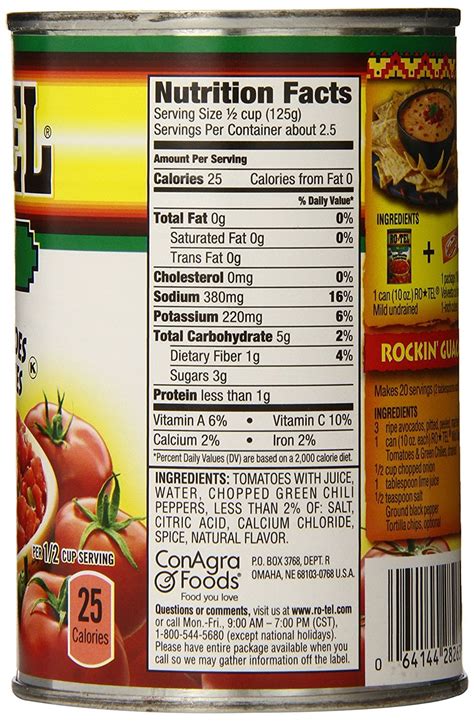 TEL®
Nutrition Facts
Serving Size ½ cup (125g)
Servings Per Container about 2.5
Amount Per Serving
Calories 25 Calories from Fat 0
% Daily Value*
Total Fat 0g 0%
Saturated Fat 0g 0%
Trans Fat 0g
Cholesterol 0mg 0%
Sodium 380mg 16%
Potassium 220mg 6%
Total Carbohydrate 5g 2%
Dietary Fiber 1g 4%
Sugars 3g
Protein less than 1g
Vitamin A 6% • Vitamin C 10%
Calcium 2% • Iron 2%
*Percent Daily Values (DV) are based on a 2,000 calorie diet.
INGREDIENTS: TOMATOES WITH JUICE,
WATER, CHOPPED GREEN CHILI
PEPPERS, LESS THAN 2% OF: SALT,
CITRIC ACID, CALCIUM CHLORIDE,
SPICE, NATURAL FLAVOR.
ConAgra Foods®
Food you love
P.O. BOX 3768, DEPT. R
OMAHA, NE 68103-0768 U.S.A.
Questions or comments, visit us at www.ro-tel.com
or call Mon.-Fri., 9:00 AM – 7:00 PM (CST),
1-800-544-5680 (except national holidays).
Please have entire package available when you
call so we may gather information off the label.
K
PER 1/2 CUP SERVING
25
Calories
INGREDIENTS
RO★TEL
+
1 can (10 oz.) RO★TEL®
Mild undrained
ROCKIN' GUAC
Makes 20 servings
3 ripe avocados, pitted, peeled
1 can (10 oz. each) RO★TEL
Tomatoes & Green Chilies,
1/2 cup chopped onion
1 tablespoon lime juice
1/2 teaspoon salt
Ground black pepper
Tortilla chips, optional
0 64144 2826